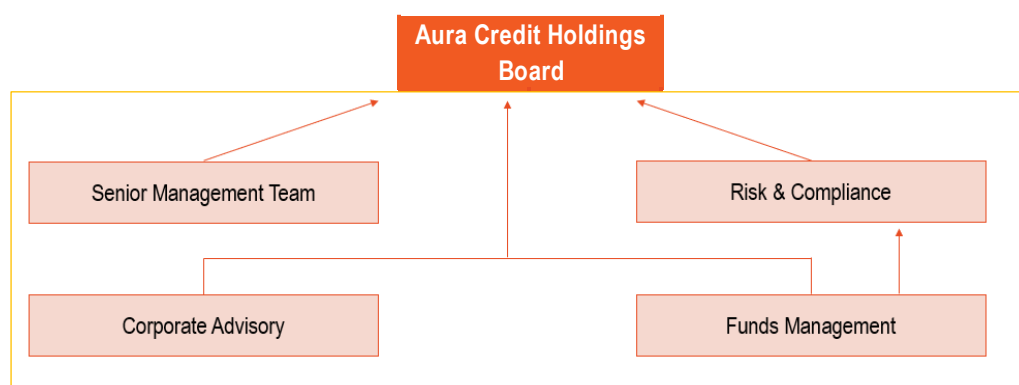 Aura Credit Holdings
Board
Senior Management Team
Risk & Compliance
Corporate Advisory
Funds Management